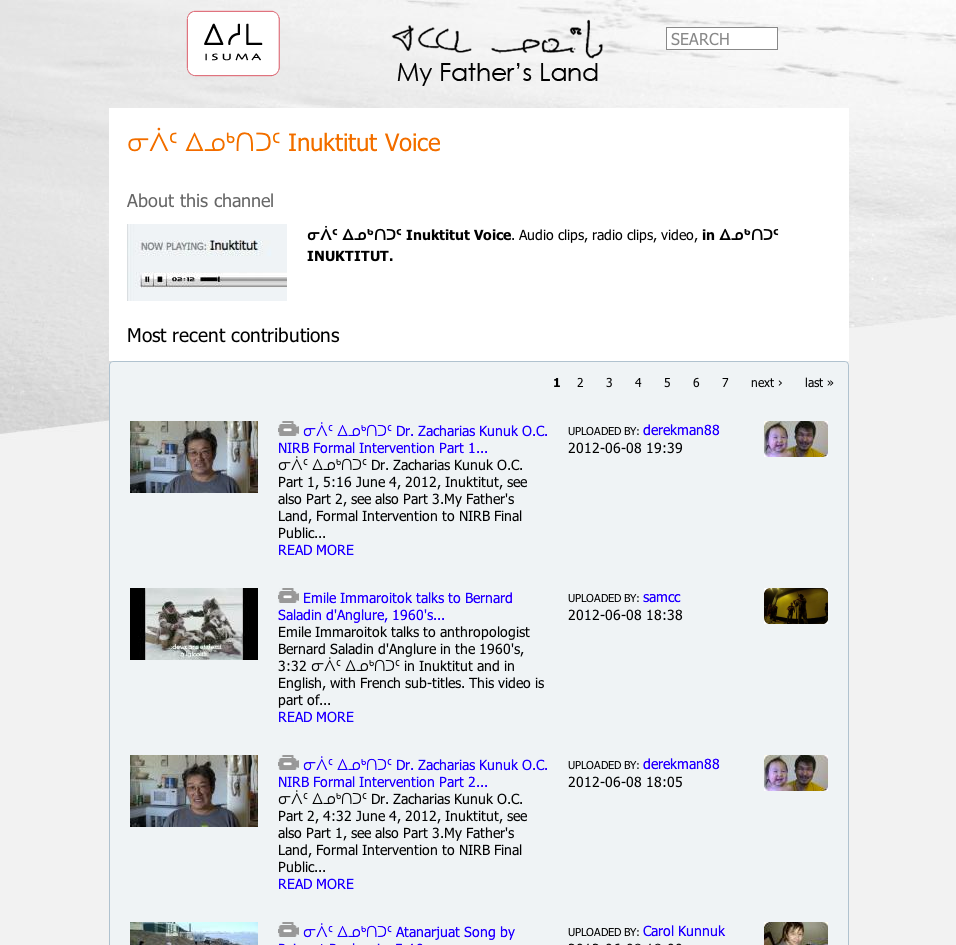 ᐃᓱᒪ
ISUMA
ᐊᑕᑕᒪ ᓄᓇᖓ
My Father's Land
SEARCH
ᓂᐲᑦ ᐃᓄᒃᑎᑐᑦ Inuktitut Voice
About this channel
NOW PLAYING: Inuktitut
02:12
ᓂᐲᑦ ᐃᓄᒃᑎᑐᑦ Inuktitut Voice. Audio clips, radio clips, video, in ᐃᓄᒃᑎᑐᑦ
INUKTITUT.
Most recent contributions
1 2 3 4 5 6 7 next › last »
ᓂᐲᑦ ᐃᓄᒃᑎᑐᑦ Dr. Zacharias Kunuk O.C.
NIRB Formal Intervention Part 1...
ᓂᐲᑦ ᐃᓄᒃᑎᑐᑦ Dr. Zacharias Kunuk O.C.
Part 1, 5:16 June 4, 2012, Inuktitut, see
also Part 2, see also Part 3.My Father's
Land, Formal Intervention to NIRB Final
Public...
READ MORE
UPLOADED BY: derekman88
2012-06-08 19:39
Emile Immaroitok talks to Bernard
Saladin d'Anglure, 1960's...
Emile Immaroitok talks to anthropologist
Bernard Saladin d'Anglure in the 1960's,
3:32 ᓂᐲᑦ ᐃᓄᒃᑎᑐᑦ in Inuktitut and in
English, with French sub-titles. This video is
part of...
READ MORE
UPLOADED BY: samcc
2012-06-08 18:38
ᓂᐲᑦ ᐃᓄᒃᑎᑐᑦ Dr. Zacharias Kunuk O.C.
NIRB Formal Intervention Part 2...
ᓂᐲᑦ ᐃᓄᒃᑎᑐᑦ Dr. Zacharias Kunuk O.C.
Part 2, 4:32 June 4, 2012, Inuktitut, see
also Part 1, see also Part 3.My Father's
Land, Formal Intervention to NIRB Final
Public...
READ MORE
UPLOADED BY: derekman88
2012-06-08 18:05
ᓂᐲᑦ ᐃᓄᒃᑎᑐᑦ Atanarjuat Song by
UPLOADED BY: Carol Kunnuk